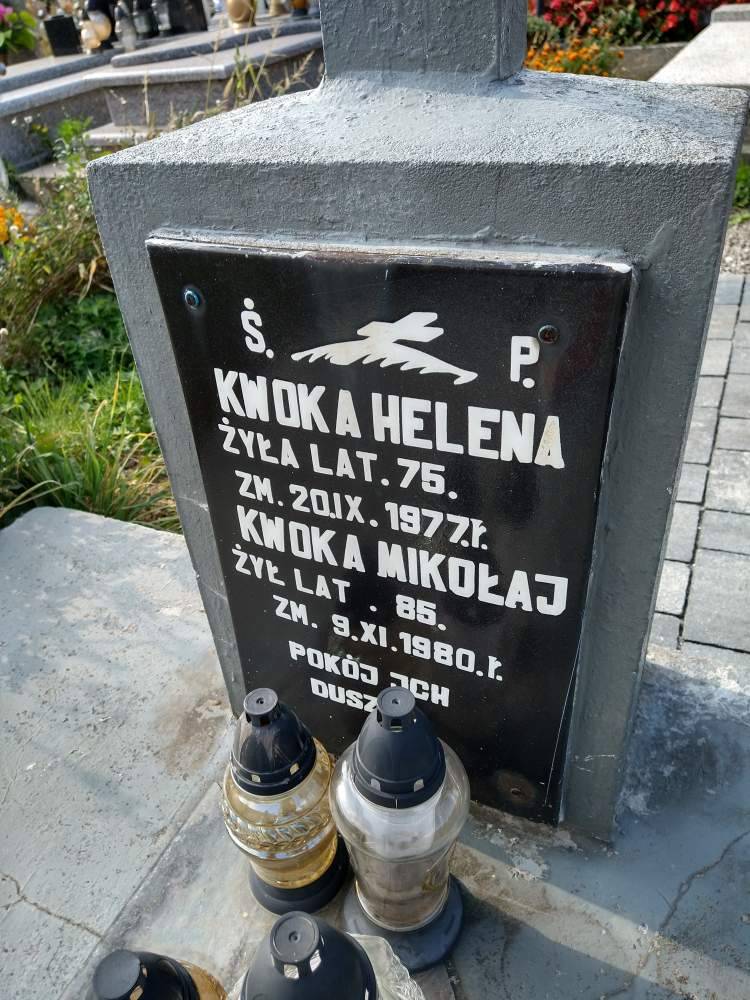 Ś. P.
KWOKA HELENA
ŻYŁA LAT. 75.
ZM. 20.IX. 1977.r.
KWOKA MIKOŁAJ
ŻYŁ LAT . 85.
ZM. 9.XI.1980.r.
POKÓJ JCH